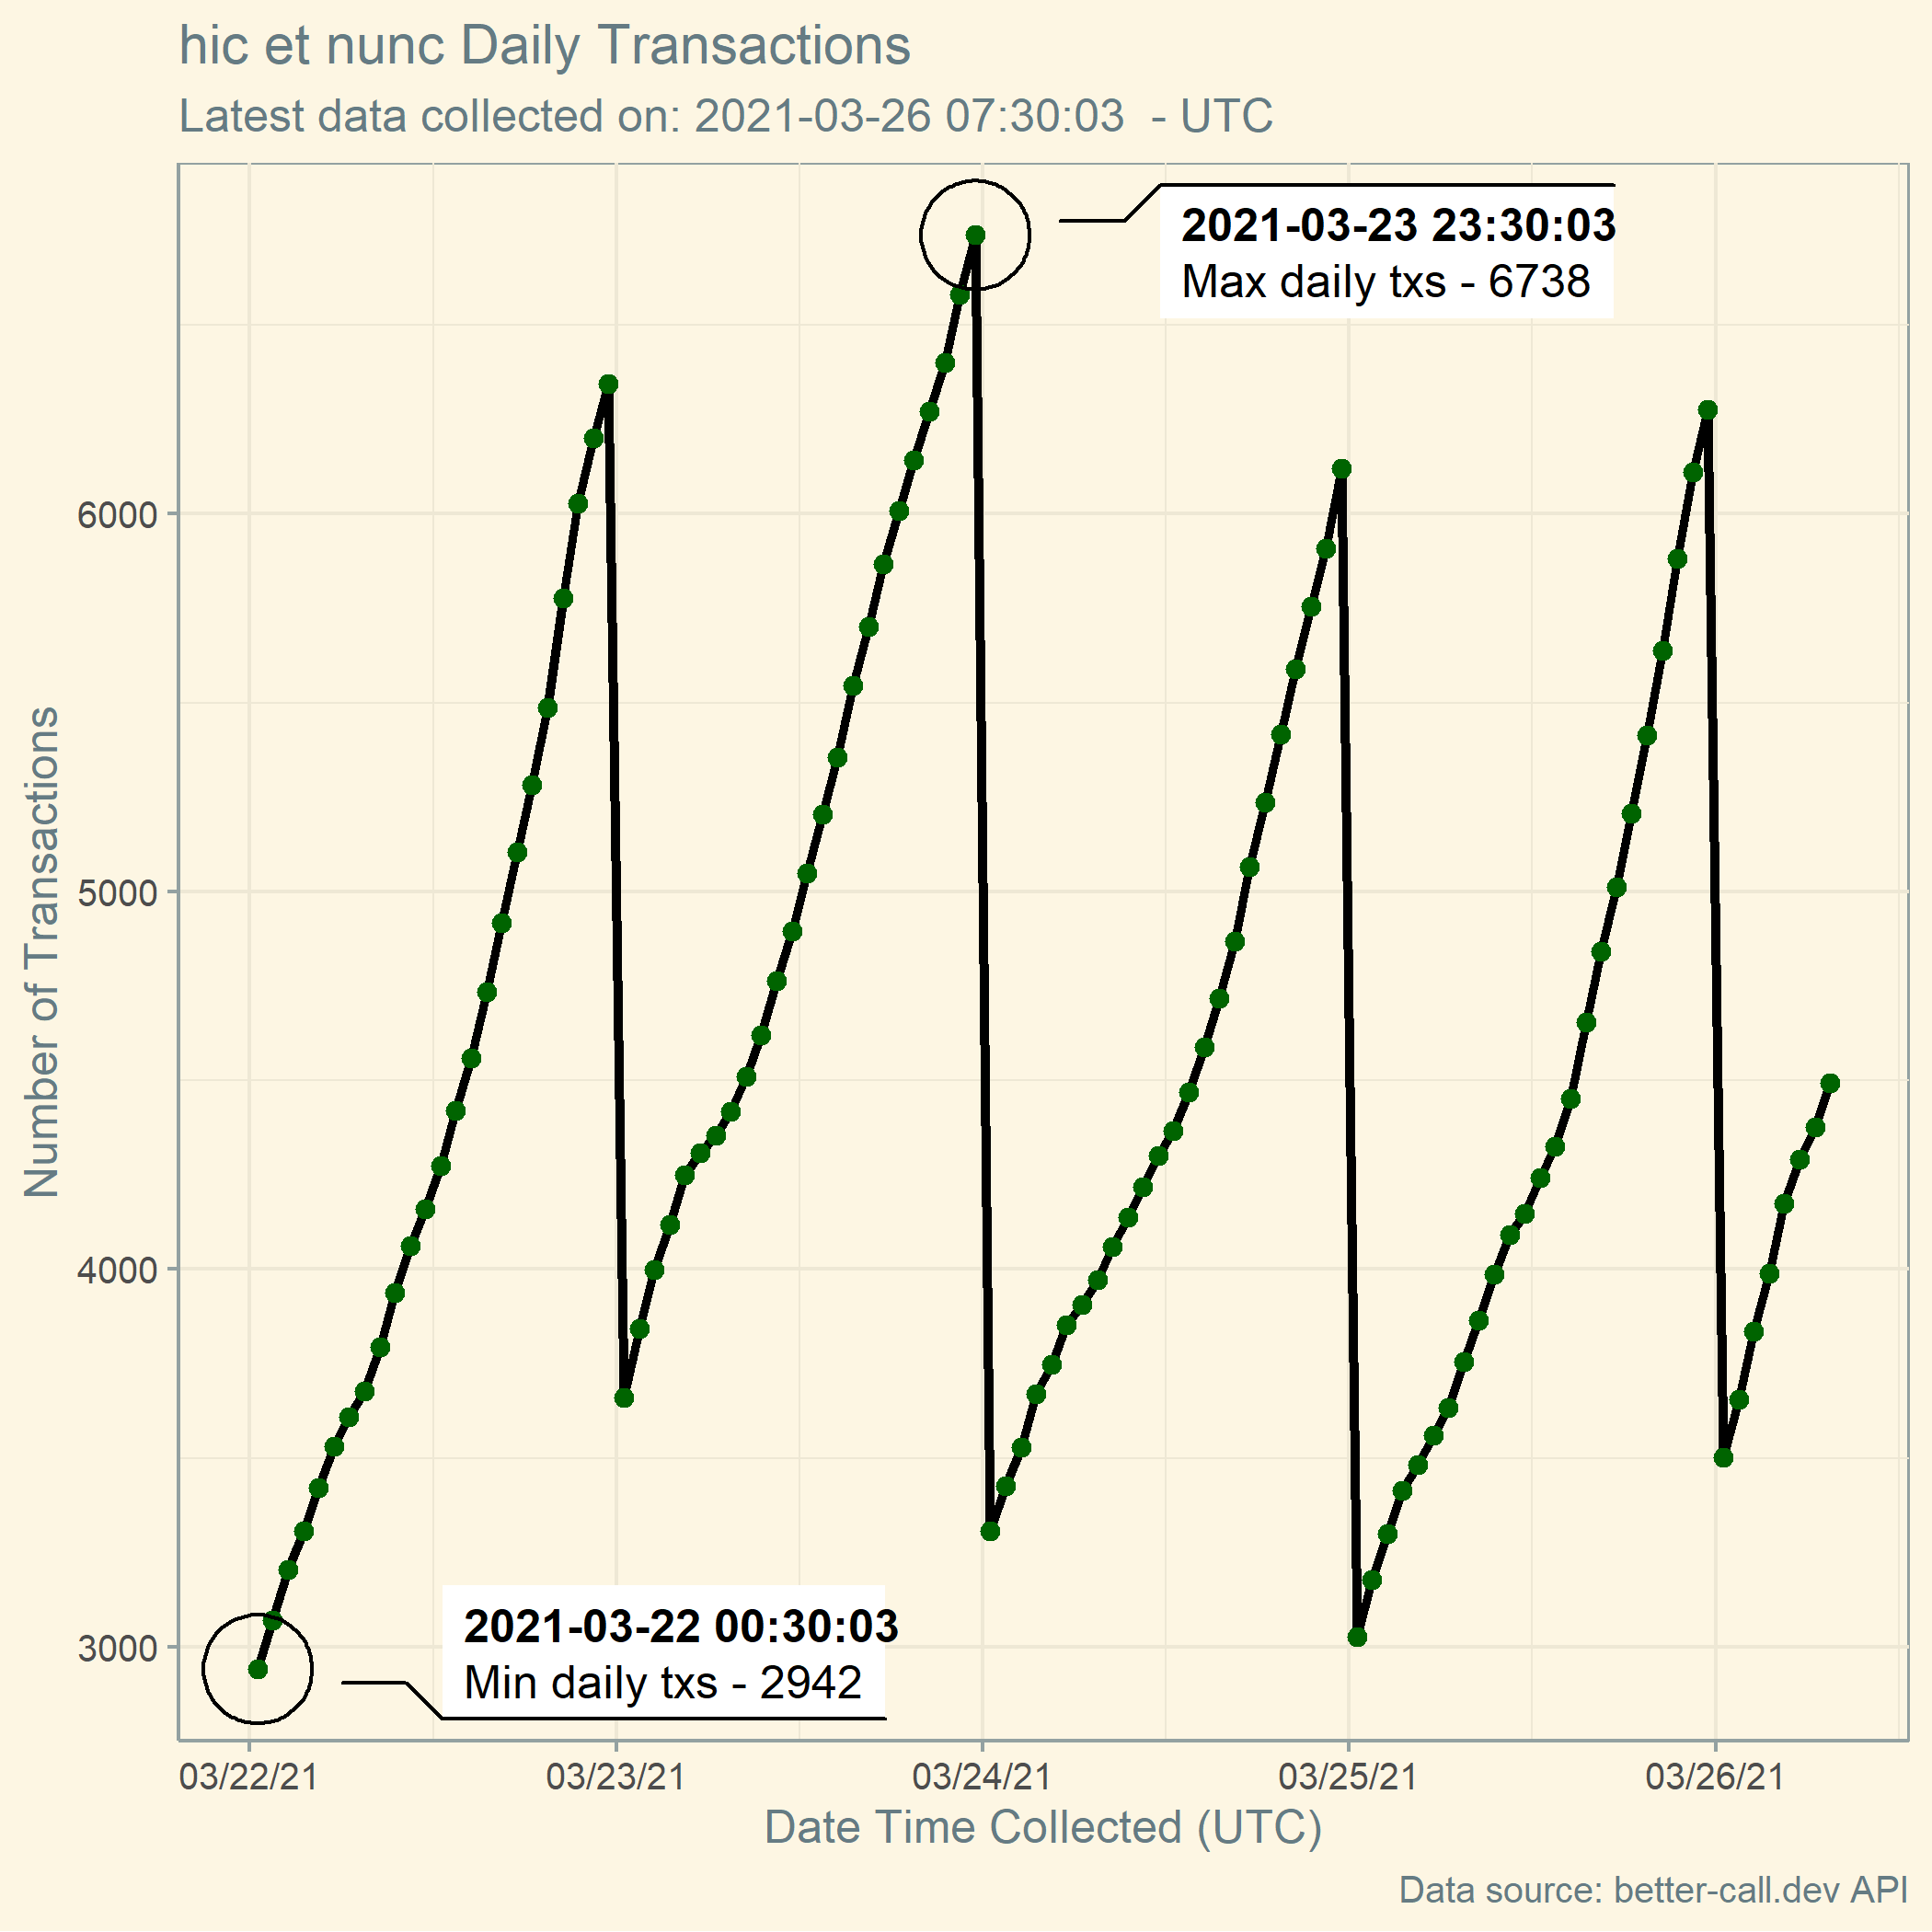 hic et nunc Daily Transactions
Latest data collected on: 2021-03-26 07:30:03  - UTC
2021-03-23 23:30:03
Max daily txs - 6738
6000
5000
4000
3000
Number of Transactions
2021-03-22 00:30:03
Min daily txs - 2942
03/22/21 03/23/21 03/24/21 03/25/21 03/26/21
Date Time Collected (UTC)
Data source: better-call.dev API